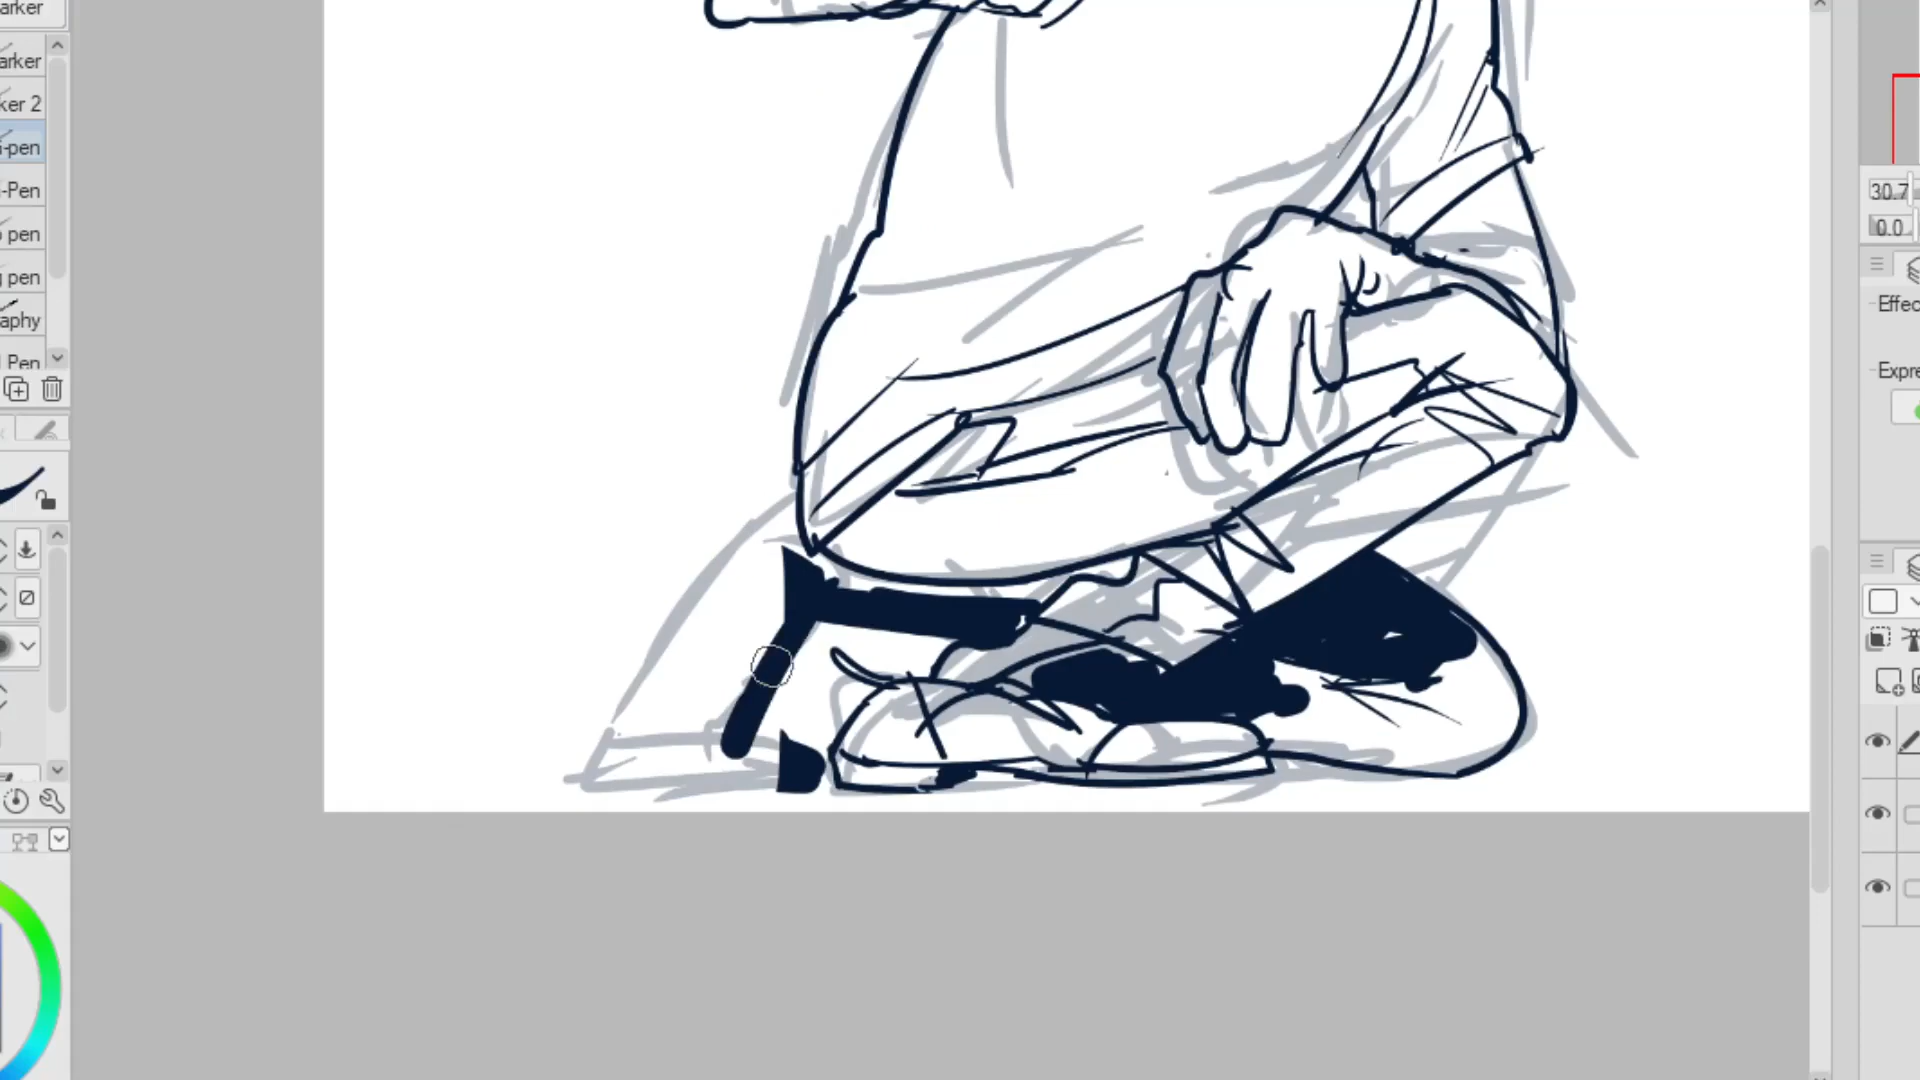 arker
arker
ker 2
-pen
-Pen
pen
g pen
aphy
Pen
30.7
0.0
Effec
Expre